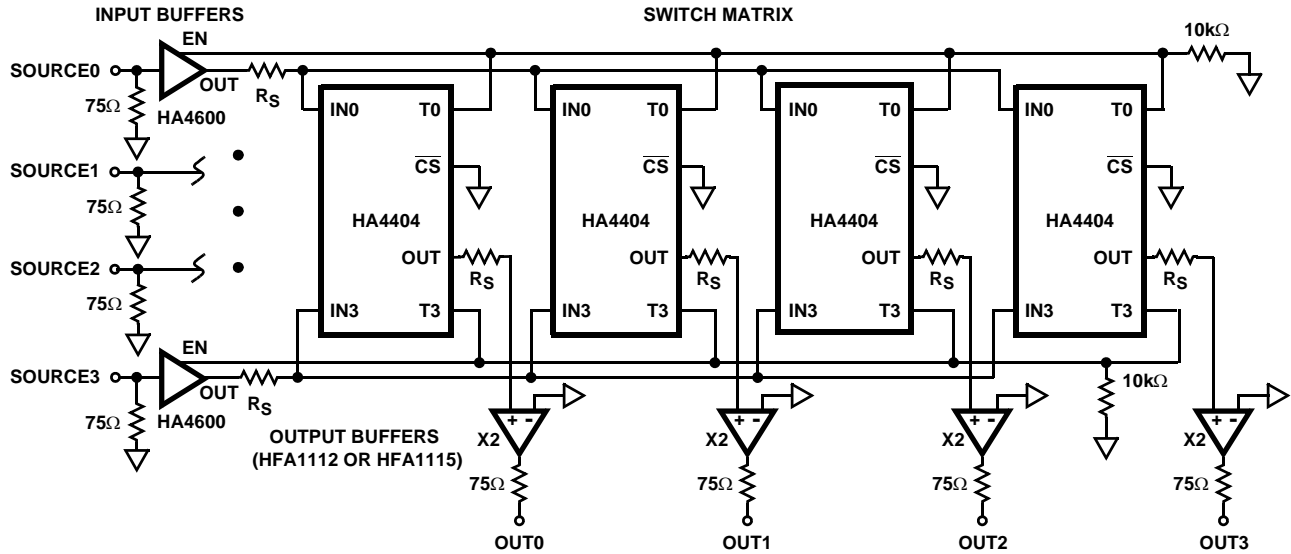 INPUT BUFFERS
SWITCH MATRIX
EN
10kΩ
SOURCE0
OUT
RS
75Ω
HA4600
IN0 T0
IN0 T0
IN0 T0
IN0 T0
SOURCE1
CS
CS
CS
CS
75Ω
HA4404
HA4404
HA4404
HA4404
SOURCE2
OUT
OUT
OUT
OUT
RS
RS
RS
RS
75Ω
IN3 T3
IN3 T3
IN3 T3
IN3 T3
EN
SOURCE3
OUT
RS
10kΩ
75Ω
HA4600
OUTPUT BUFFERS
(HFA1112 OR HFA1115)
+ -
+ -
+ -
+ -
X2
X2
X2
X2
75Ω
75Ω
75Ω
75Ω
OUT0
OUT1
OUT2
OUT3